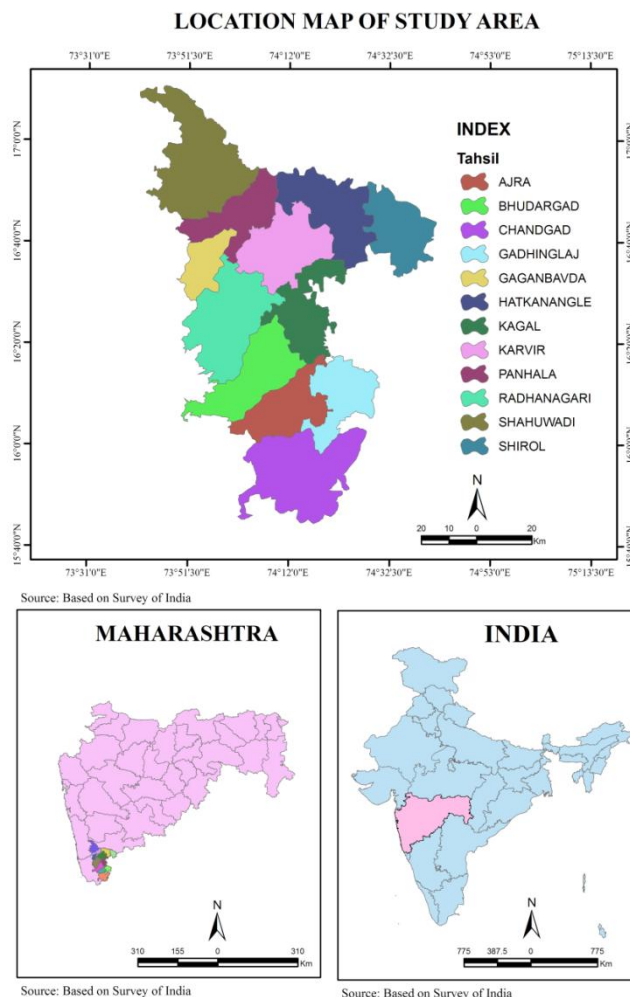 LOCATION MAP OF STUDY AREA
73°31'0"E 73°51'30"E 74°12'0"E 74°32'30"E 74°53'0"E 75°13'30"E
17°0'0"N
16°40'0"N
16°20'0"N
16°0'0"N
15°40'0"N
INDEX
Tahsil
AJRA
BHUDARGAD
CHANDGAD
GADHINGLAJ
GAGANBAVDA
HATKANANGLE
KAGAL
KARVIR
PANHALA
RADHANAGARI
SHAHUWADI
SHIROL
N
20 10 0 20
Km
73°31'0"E 73°51'30"E 74°12'0"E 74°32'30"E 74°53'0"E 75°13'30"E
Source: Based on Survey of India
MAHARASHTRA
N
310 155 0 310
Km
Source: Based on Survey of India
INDIA
N
775 387.5 0 775
Km
Source: Based on Survey of India